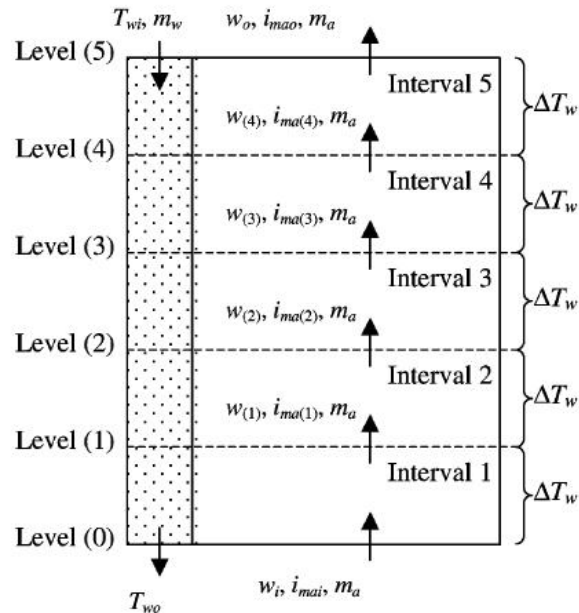 T_wi, m_w w_o, i_mao, m_a
Level (5)
Interval 5
ΔT_w
w_(4), i_ma(4), m_a
Level (4)
Interval 4
ΔT_w
w_(3), i_ma(3), m_a
Level (3)
Interval 3
ΔT_w
w_(2), i_ma(2), m_a
Level (2)
Interval 2
ΔT_w
w_(1), i_ma(1), m_a
Level (1)
Interval 1
ΔT_w
Level (0)
T_wo w_i, i_mai, m_a